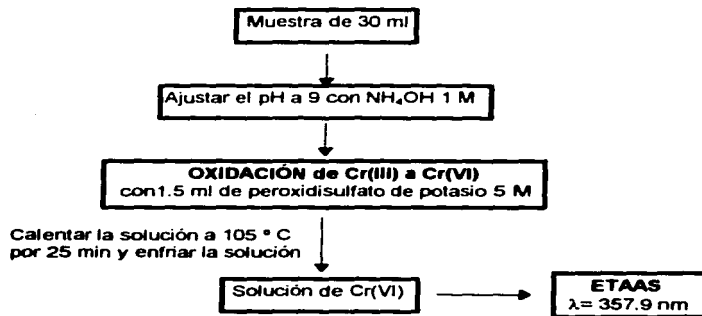 Muestra de 30 ml
Ajustar el pH a 9 con NH₄OH 1 M
OXIDACIÓN de Cr(III) a Cr(VI)
con1.5 ml de peroxidisulfato de potasio 5 M
Calentar la solución a 105 ° C
por 25 min y enfriar la solución
Solución de Cr(VI)
ETAAS
λ= 357.9 nm